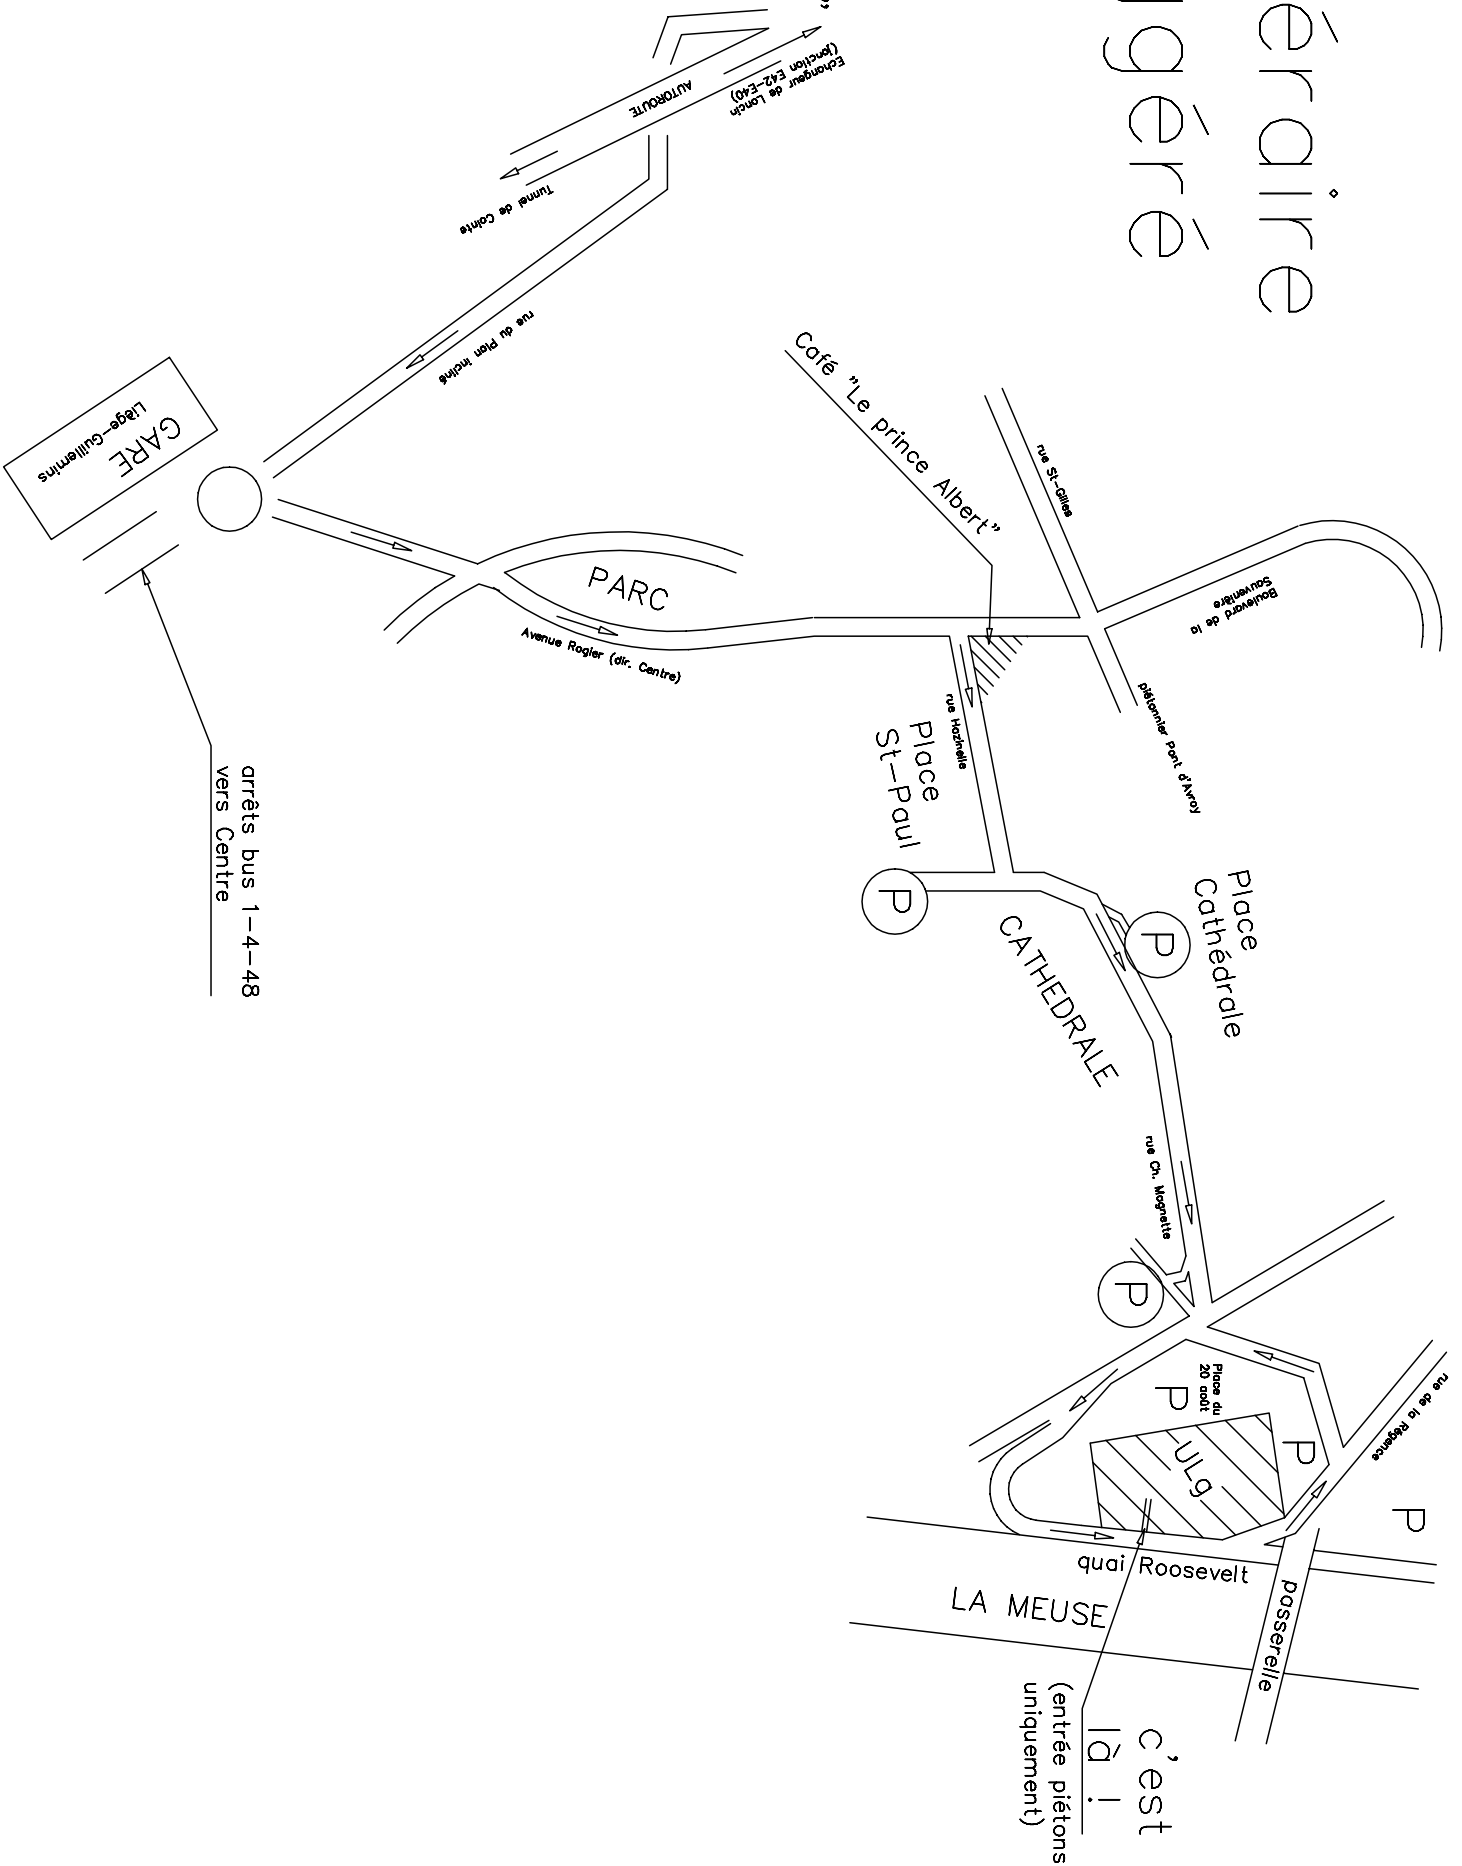 éraire
géré
Echangeur de Loncin
(jonction E42-E40)
AUTOROUTE
Tunnel de Cointe
rue du Plan incliné
GARE
Liège-Guillemins
arrêts bus 1-4-48
vers Centre
PARC
Avenue Rogier (dir. Centre)
Café "Le prince Albert"
rue St-Gilles
Boulevard de la
Sauvenière
piétonnier Pont d'Avroy
rue Hazinelle
Place
St-Paul
P
Place
Cathédrale
P
CATHEDRALE
rue Ch. Magnette
P
Place du
20 août
P
P
ULg
rue de la Régence
P
quai Roosevelt
LA MEUSE
passerelle
c'est
là !
(entrée piétons
uniquement)